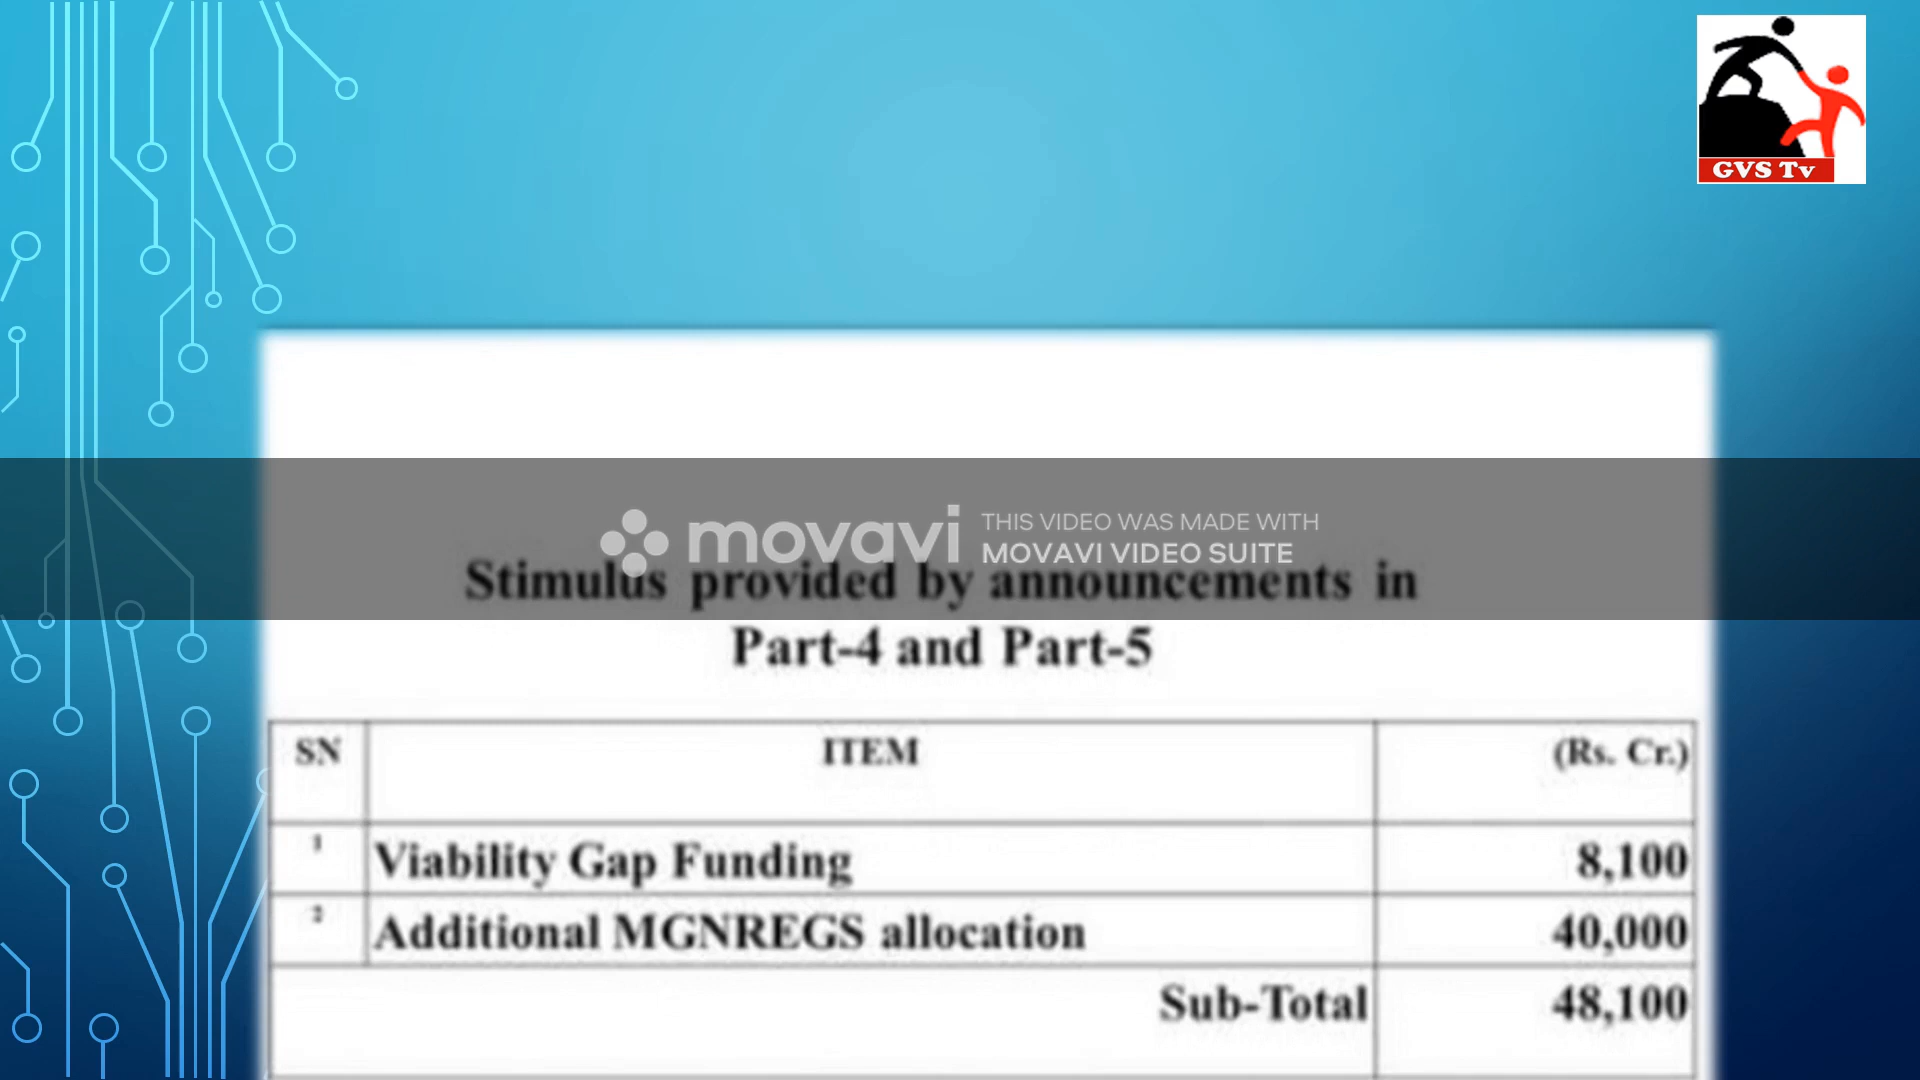 GVS Tv
movavi
THIS VIDEO WAS MADE WITH
MOVAVI VIDEO SUITE
Stimulus provided by announcements in
Part-4 and Part-5
SN ITEM (Rs. Cr.)
1 Viability Gap Funding 8,100
2 Additional MGNREGS allocation 40,000
Sub-Total 48,100